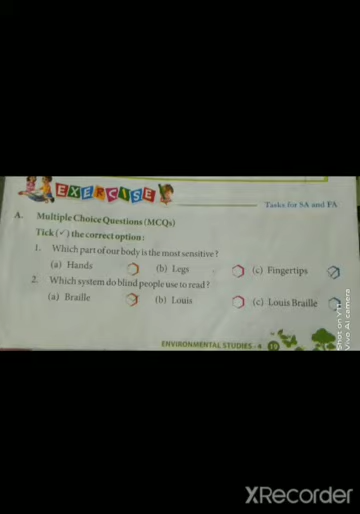 EXERCISE
Tasks for SA and FA
A. Multiple Choice Questions (MCQs)
Tick (✓) the correct option :
1. Which part of our body is the most sensitive ?
(a) Hands (b) Legs (c) Fingertips
2. Which system do blind people use to read ?
(a) Braille (b) Louis (c) Louis Braille
ENVIRONMENTAL STUDIES - 4 19
Shot on Y11
Vivo AI camera
XRecorder